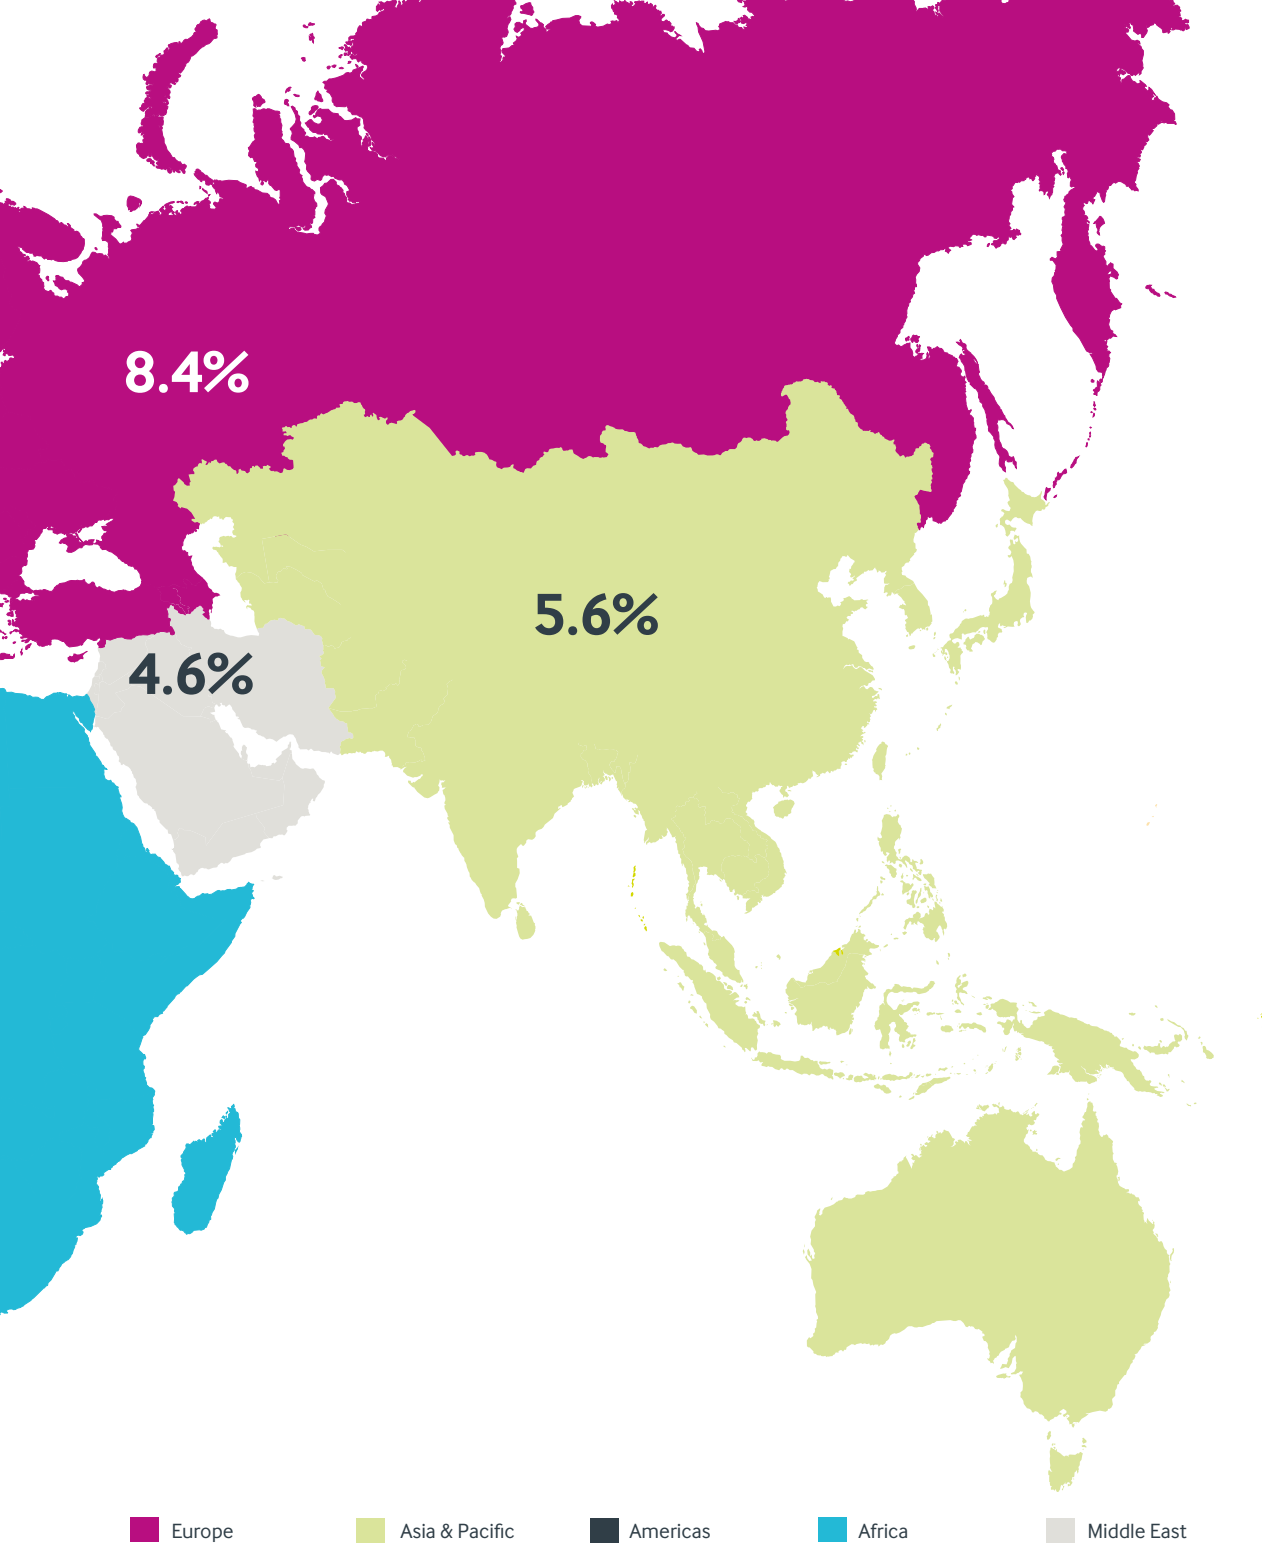 8.4%
5.6%
4.6%
Europe
Asia & Pacific
Americas
Africa
Middle East